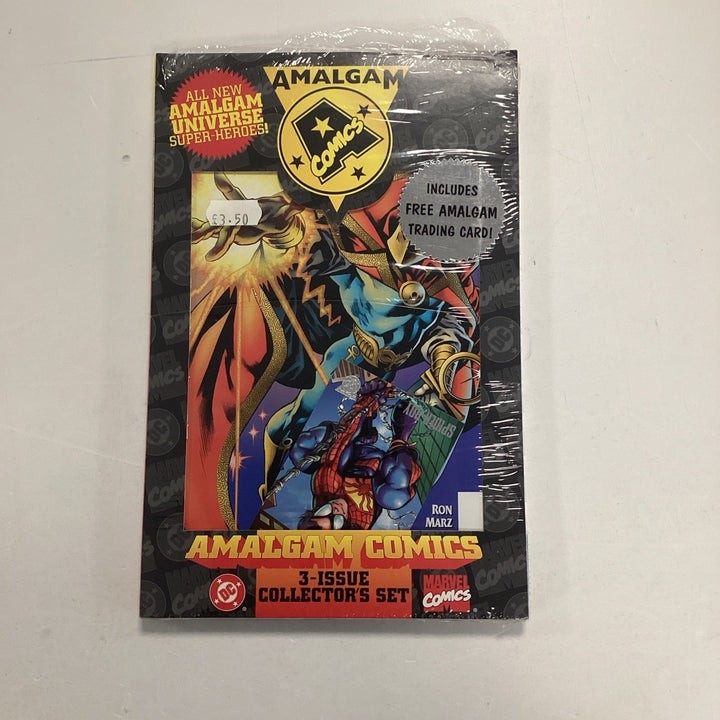 ALL NEW
AMALGAM
UNIVERSE
SUPER-HEROES!
AMALGAM
A
COMICS
INCLUDES
FREE AMALGAM
TRADING CARD!
£3.50
RON
MARZ
AMALGAM COMICS
3-ISSUE
COLLECTOR'S SET
DC
MARVEL
COMICS